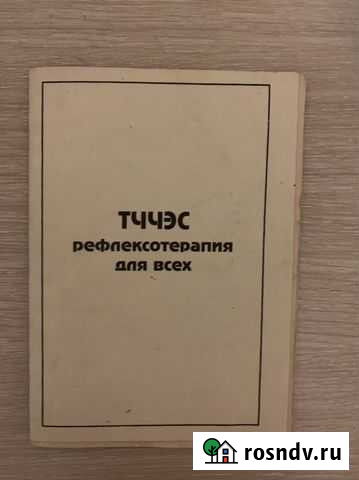 ТЧЧЭС
рефлексотерапия
для всех
rosndv.ru